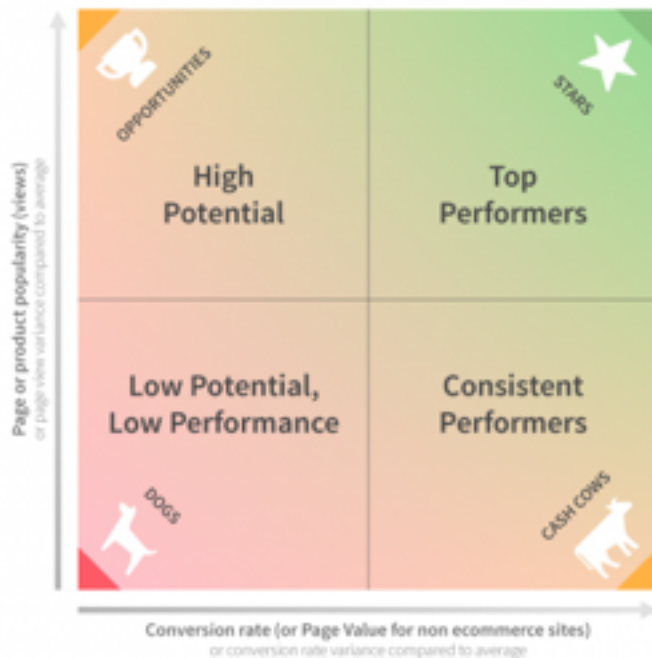 OPPORTUNITIES
STARS
High
Potential
Top
Performers
Page or product popularity (views)
or page view variance compared to average
Low Potential,
Low Performance
Consistent
Performers
DOGS
CASH COWS
Conversion rate (or Page Value for non ecommerce sites)
or conversion rate variance compared to average